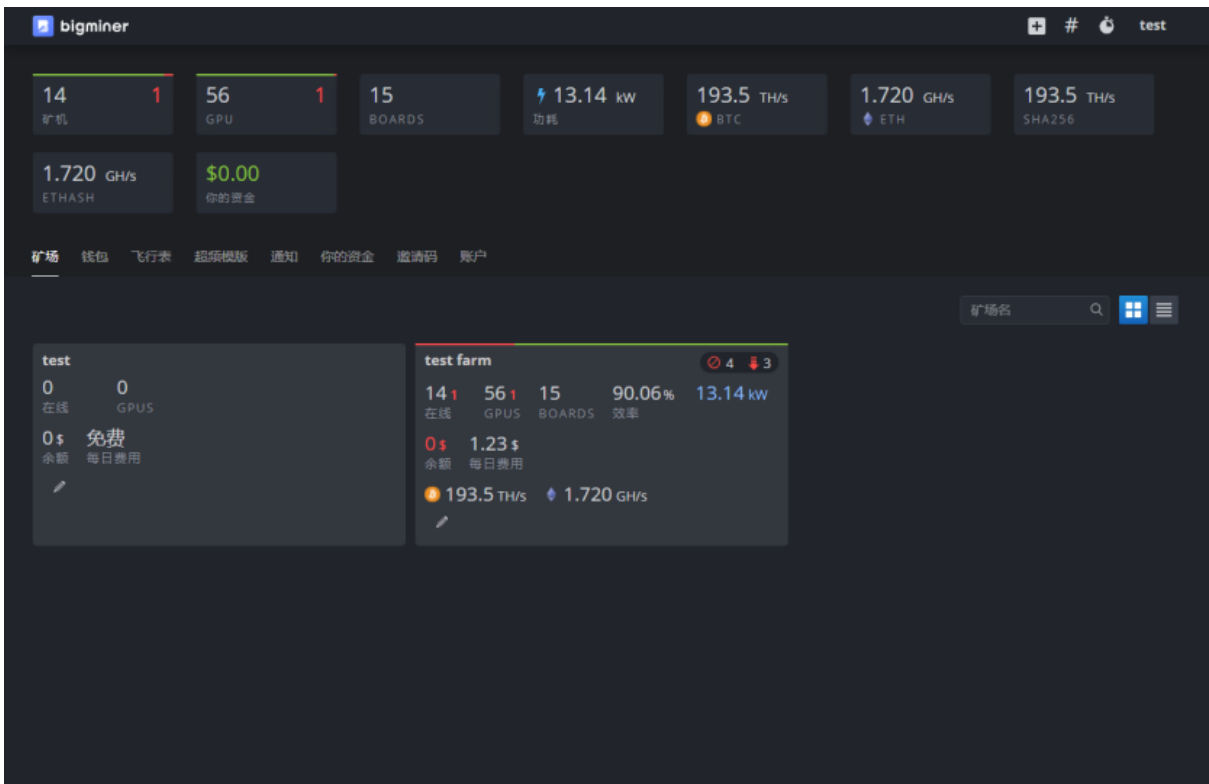 bigminer # test
14 1 56 1 15 13.14 kW 193.5 TH/s 1.720 GH/s 193.5 TH/s
矿机 GPU BOARDS 功耗 BTC ETH SHA256
1.720 GH/s $0.00
ETHASH 你的资金
矿场 钱包 飞行表 超频模版 通知 你的资金 邀请码 账户
矿场名
test
0 0
在线 GPUS
0 $ 免费
余额 每日费用
test farm 4 3
14 1 56 1 15 90.06 % 13.14 kW
在线 GPUS BOARDS 效率
0 $ 1.23 $
余额 每日费用
193.5 TH/s 1.720 GH/s